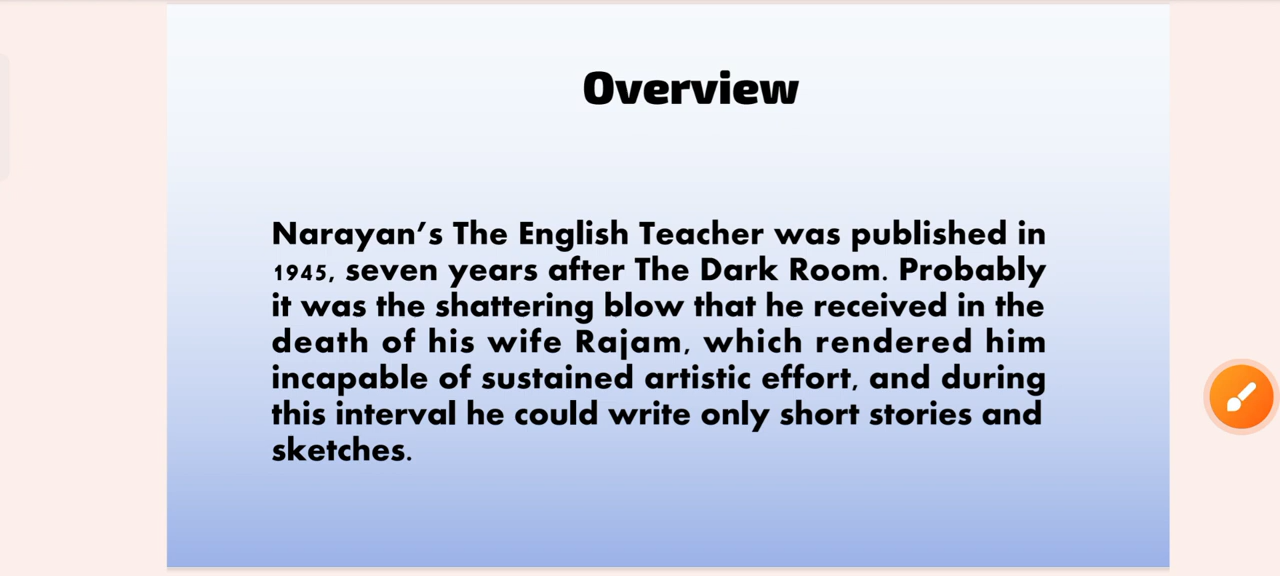 Overview
Narayan’s The English Teacher was published in
1945, seven years after The Dark Room. Probably
it was the shattering blow that he received in the
death of his wife Rajam, which rendered him
incapable of sustained artistic effort, and during
this interval he could write only short stories and
sketches.